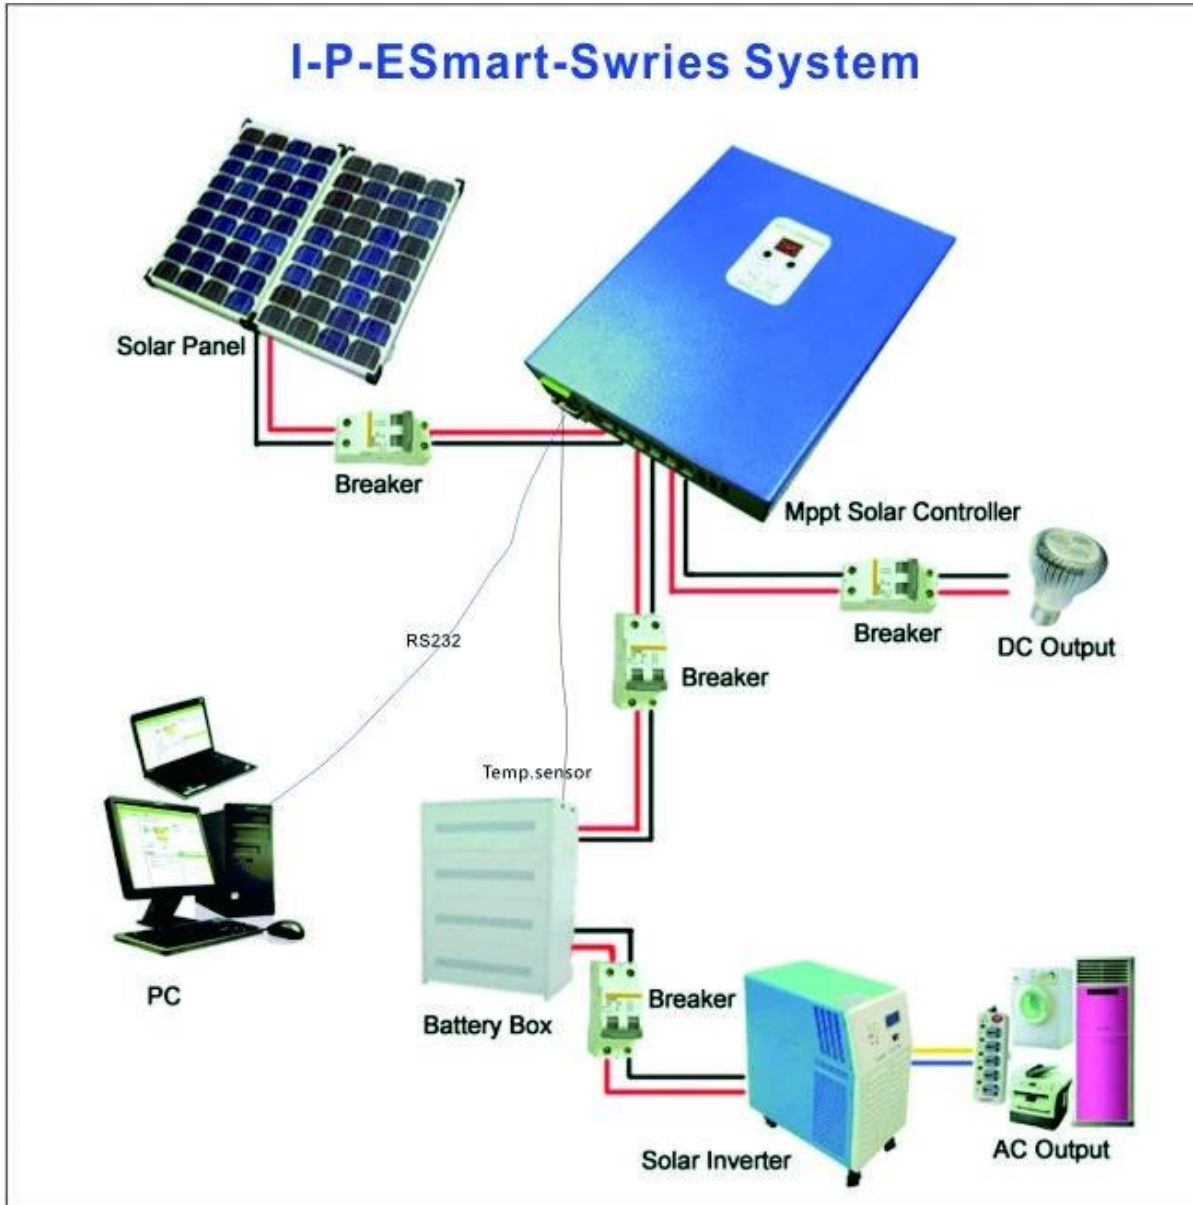 I-P-ESmart-Swries System
Solar Panel
Breaker
Mppt Solar Controller
Breaker
DC Output
RS232
Breaker
Temp.sensor
PC
Battery Box
Breaker
Solar Inverter
AC Output